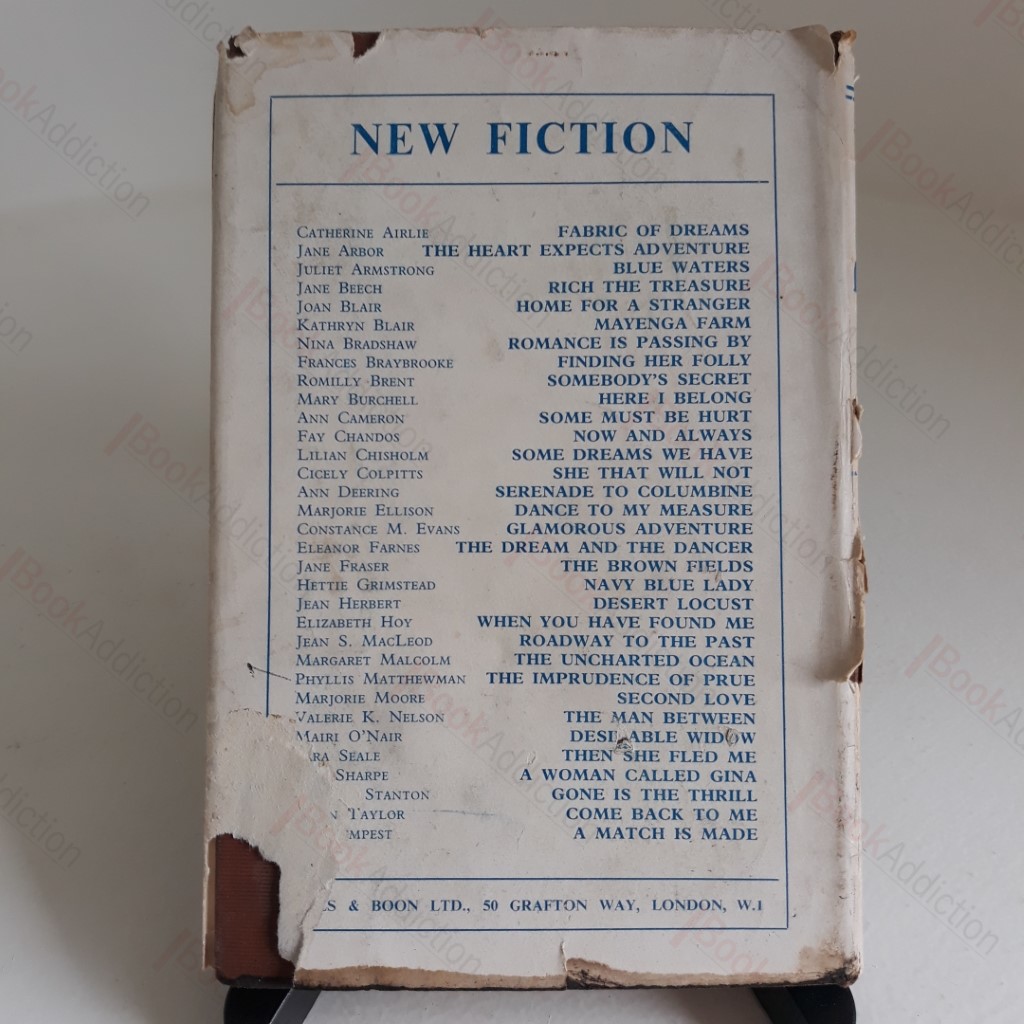 NEW FICTION
CATHERINE AIRLIE FABRIC OF DREAMS
JANE ARBOR THE HEART EXPECTS ADVENTURE
JULIET ARMSTRONG BLUE WATERS
JANE BEECH RICH THE TREASURE
JOAN BLAIR HOME FOR A STRANGER
KATHRYN BLAIR MAYENGA FARM
NINA BRADSHAW ROMANCE IS PASSING BY
FRANCES BRAYBROOKE FINDING HER FOLLY
ROMILLY BRENT SOMEBODY'S SECRET
MARY BURCHELL HERE I BELONG
ANN CAMERON SOME MUST BE HURT
FAY CHANDOS NOW AND ALWAYS
LILIAN CHISHOLM SOME DREAMS WE HAVE
CICELY COLPITTS SHE THAT WILL NOT
ANN DEERING SERENADE TO COLUMBINE
MARJORIE ELLISON DANCE TO MY MEASURE
CONSTANCE M. EVANS GLAMOROUS ADVENTURE
ELEANOR FARNES THE DREAM AND THE DANCER
JANE FRASER THE BROWN FIELDS
HETTIE GRIMSTEAD NAVY BLUE LADY
JEAN HERBERT DESERT LOCUST
ELIZABETH HOY WHEN YOU HAVE FOUND ME
JEAN S. MACLEOD ROADWAY TO THE PAST
MARGARET MALCOLM THE UNCHARTED OCEAN
PHYLLIS MATTHEWMAN THE IMPRUDENCE OF PRUE
MARJORIE MOORE SECOND LOVE
VALERIE K. NELSON THE MAN BETWEEN
MAIRI O'NAIR DESIRABLE WIDOW
SEALE THEN SHE FLED ME
SHARPE A WOMAN CALLED GINA
STANTON GONE IS THE THRILL
TAYLOR COME BACK TO ME
A MATCH IS MADE
& BOON LTD., 50 GRAFTON WAY, LONDON, W.1
BookAddiction